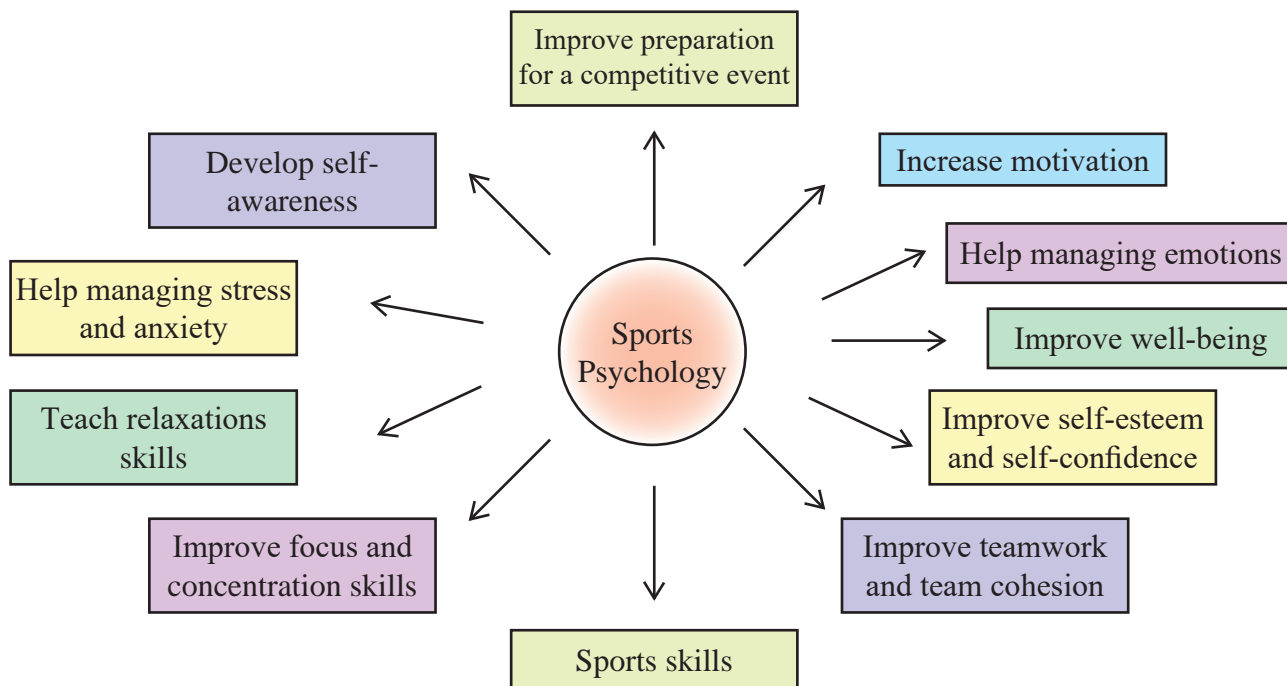 Improve preparation
for a competitive event
Develop self-
awareness
Increase motivation
Help managing emotions
Help managing stress
and anxiety
Improve well-being
Sports
Psychology
Teach relaxations
skills
Improve self-esteem
and self-confidence
Improve focus and
concentration skills
Improve teamwork
and team cohesion
Sports skills